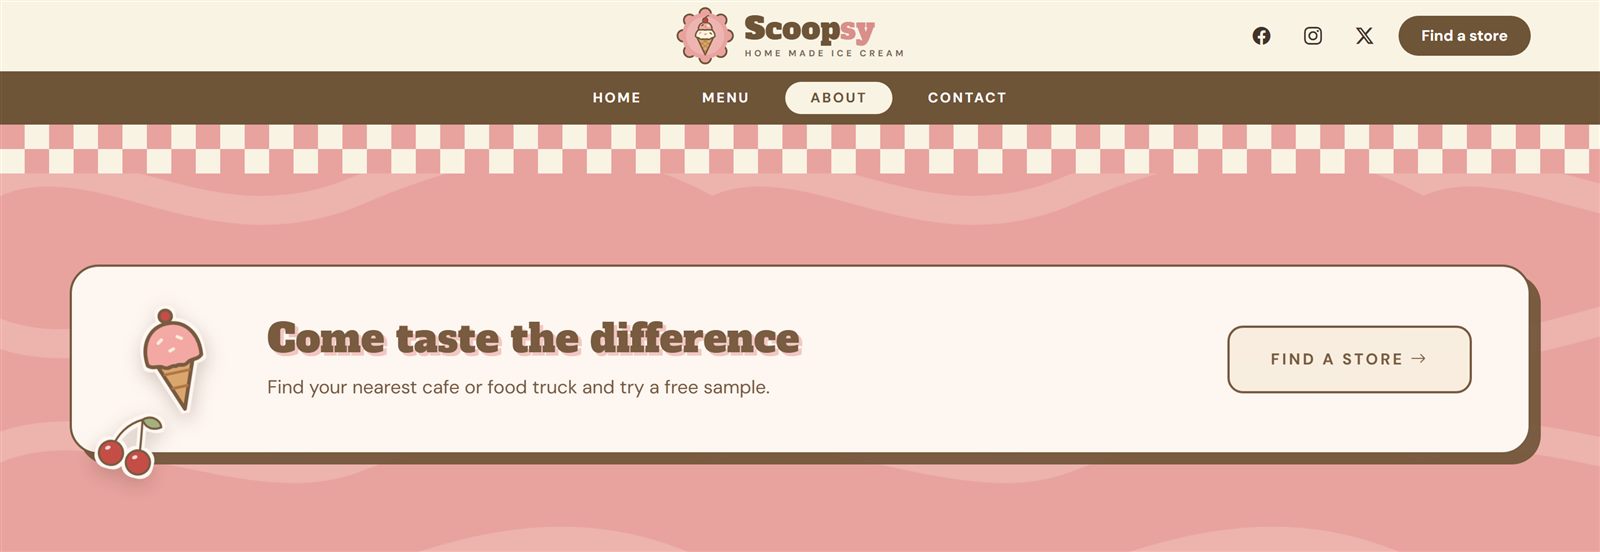 Scoopsy
HOME MADE ICE CREAM
Find a store
HOME MENU ABOUT CONTACT
Come taste the difference
Find your nearest cafe or food truck and try a free sample.
FIND A STORE →